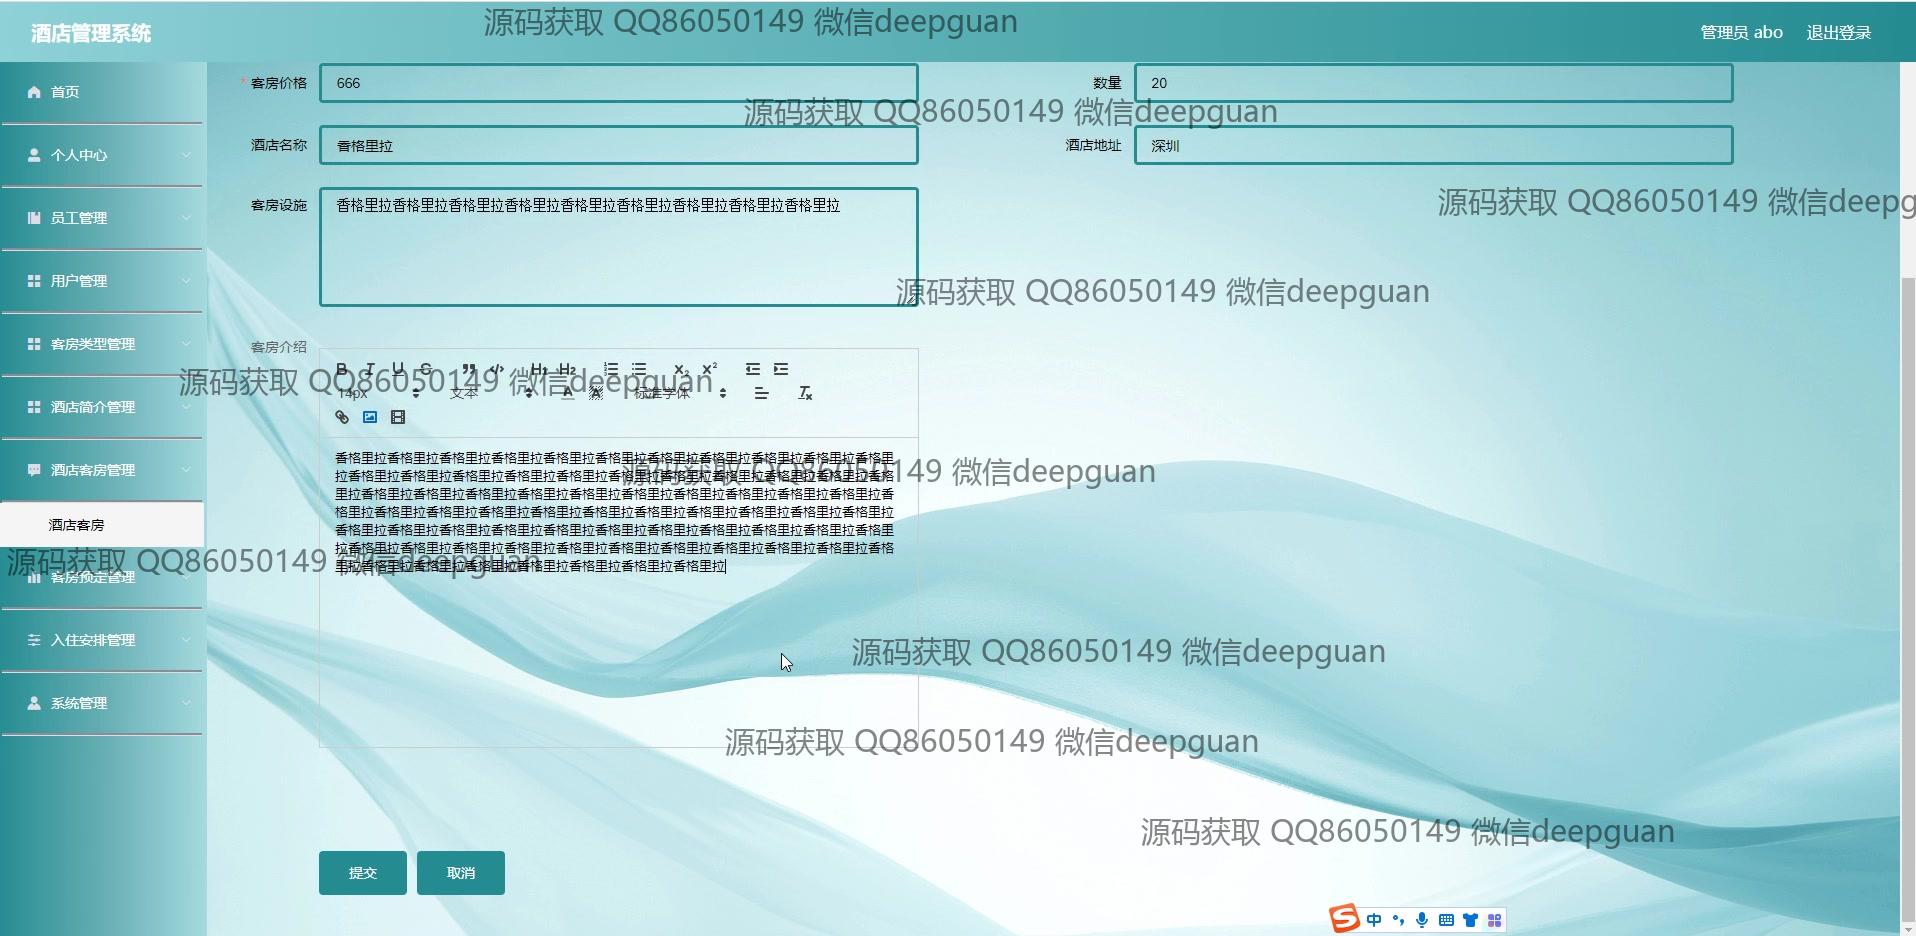 源码获取 QQ86050149 微信deepguan
酒店管理系统
管理员 abo
退出登录
首页
个人中心
员工管理
用户管理
客房类型管理
酒店简介管理
酒店客房管理
酒店客房
客房预定管理
入住安排管理
系统管理
* 客房价格
666
数量
20
源码获取 QQ86050149 微信deepguan
酒店名称
香格里拉
酒店地址
深圳
源码获取 QQ86050149 微信deepg
客房设施
香格里拉香格里拉香格里拉香格里拉香格里拉香格里拉香格里拉香格里拉香格里拉
源码获取 QQ86050149 微信deepguan
客房介绍
B I U S H1 H2 X2 X2
源码获取 QQ86050149 微信deepguan
14px 文本 A A 标准字体
香格里拉香格里拉香格里拉香格里拉香格里拉香格里拉香格里拉香格里拉香格里拉香格里拉香格里
拉香格里拉香格里拉香格里拉香格里拉香格里拉香格里拉香格里拉香格里拉香格里拉香格里拉香格
源码获取 QQ86050149 微信deepguan
里拉香格里拉香格里拉香格里拉香格里拉香格里拉香格里拉香格里拉香格里拉香格里拉香格里拉香
格里拉香格里拉香格里拉香格里拉香格里拉香格里拉香格里拉香格里拉香格里拉香格里拉香格里拉
香格里拉香格里拉香格里拉香格里拉香格里拉香格里拉香格里拉香格里拉香格里拉香格里拉香格里
拉香格里拉香格里拉香格里拉香格里拉香格里拉香格里拉香格里拉香格里拉香格里拉香格里拉香格
里拉香格里拉香格里拉香格里拉香格里拉香格里拉香格里拉香格里拉
源码获取 QQ86050149 微信deepguan
源码获取 QQ86050149 微信deepguan
源码获取 QQ86050149 微信deepguan
源码获取 QQ86050149 微信deepguan
提交
取消
中